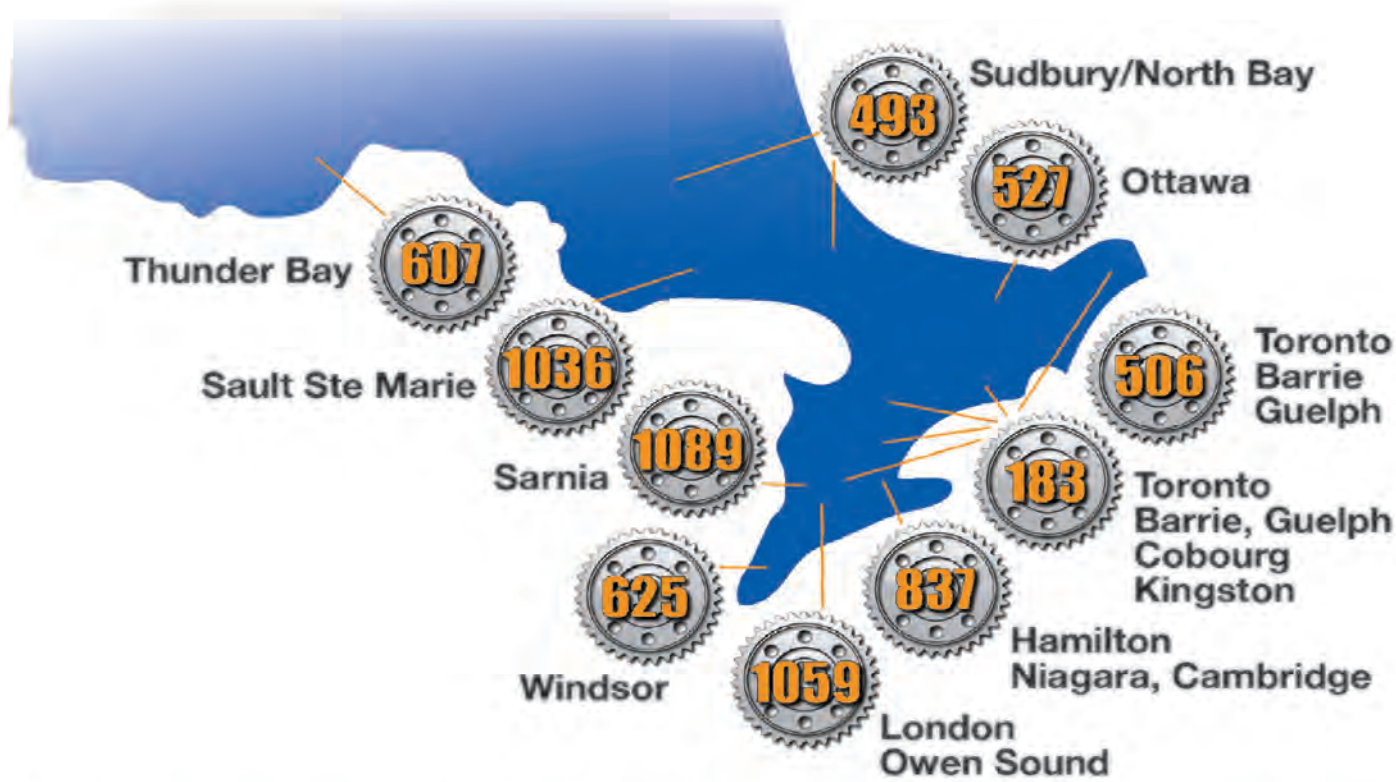 493
Sudbury/North Bay
527
Ottawa
607
Thunder Bay
1036
Sault Ste Marie
506
Toronto
Barrie
Guelph
1089
Sarnia
183
Toronto
Barrie, Guelph
Cobourg
Kingston
625
Windsor
837
Hamilton
Niagara, Cambridge
1059
London
Owen Sound